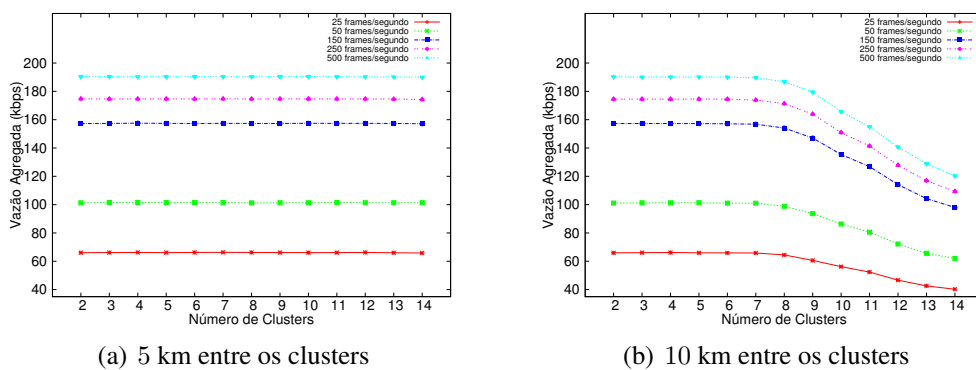 25 frames/segundo
50 frames/segundo
150 frames/segundo
250 frames/segundo
500 frames/segundo
Vazão Agregada (kbps)
200
180
160
140
120
100
80
60
40
2 3 4 5 6 7 8 9 10 11 12 13 14
Número de Clusters
(a) 5 km entre os clusters
25 frames/segundo
50 frames/segundo
150 frames/segundo
250 frames/segundo
500 frames/segundo
Vazão Agregada (kbps)
200
180
160
140
120
100
80
60
40
2 3 4 5 6 7 8 9 10 11 12 13 14
Número de Clusters
(b) 10 km entre os clusters